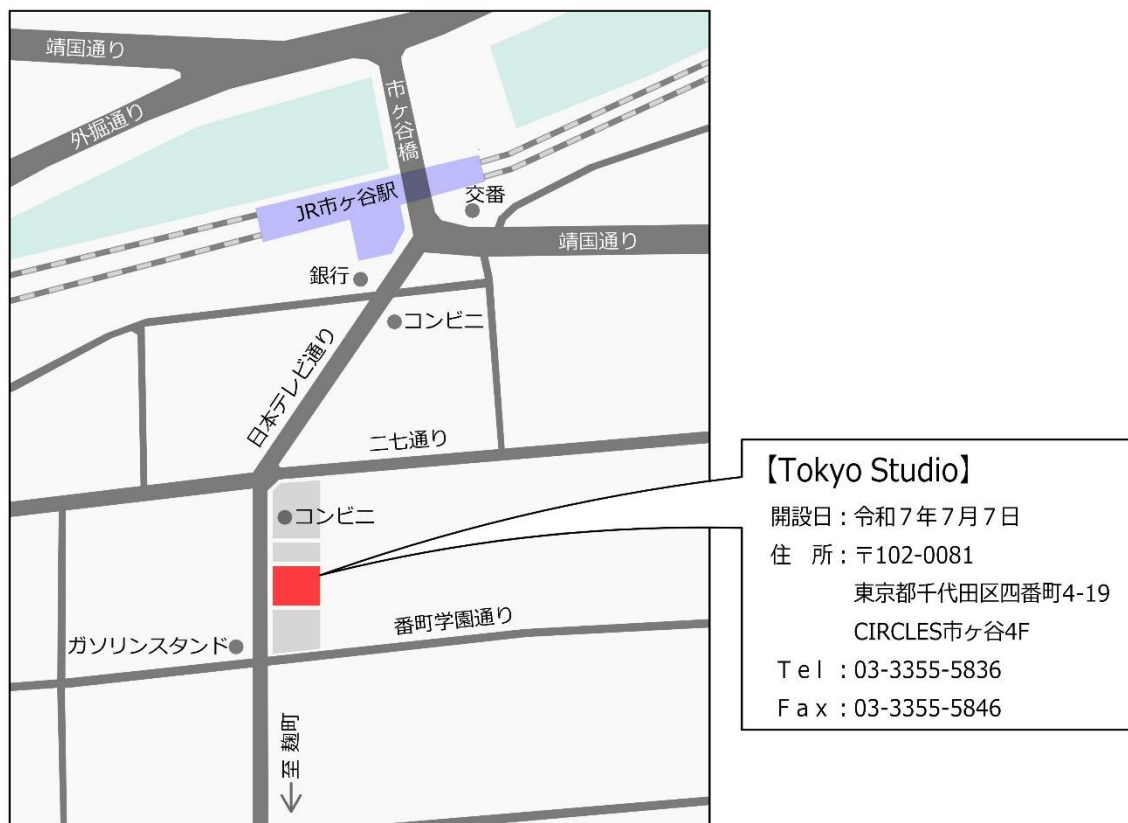 靖国通り
外掘通り
市ヶ谷橋
JR市ヶ谷駅
交番
靖国通り
銀行
コンビニ
日本テレビ通り
二七通り
コンビニ
番町学園通り
ガソリンスタンド
至 麹町
【Tokyo Studio】
開設日：令和７年７月７日
住　所：〒102-0081
東京都千代田区四番町4-19
CIRCLES市ヶ谷4F
Ｔｅｌ：03-3355-5836
Ｆａｘ：03-3355-5846